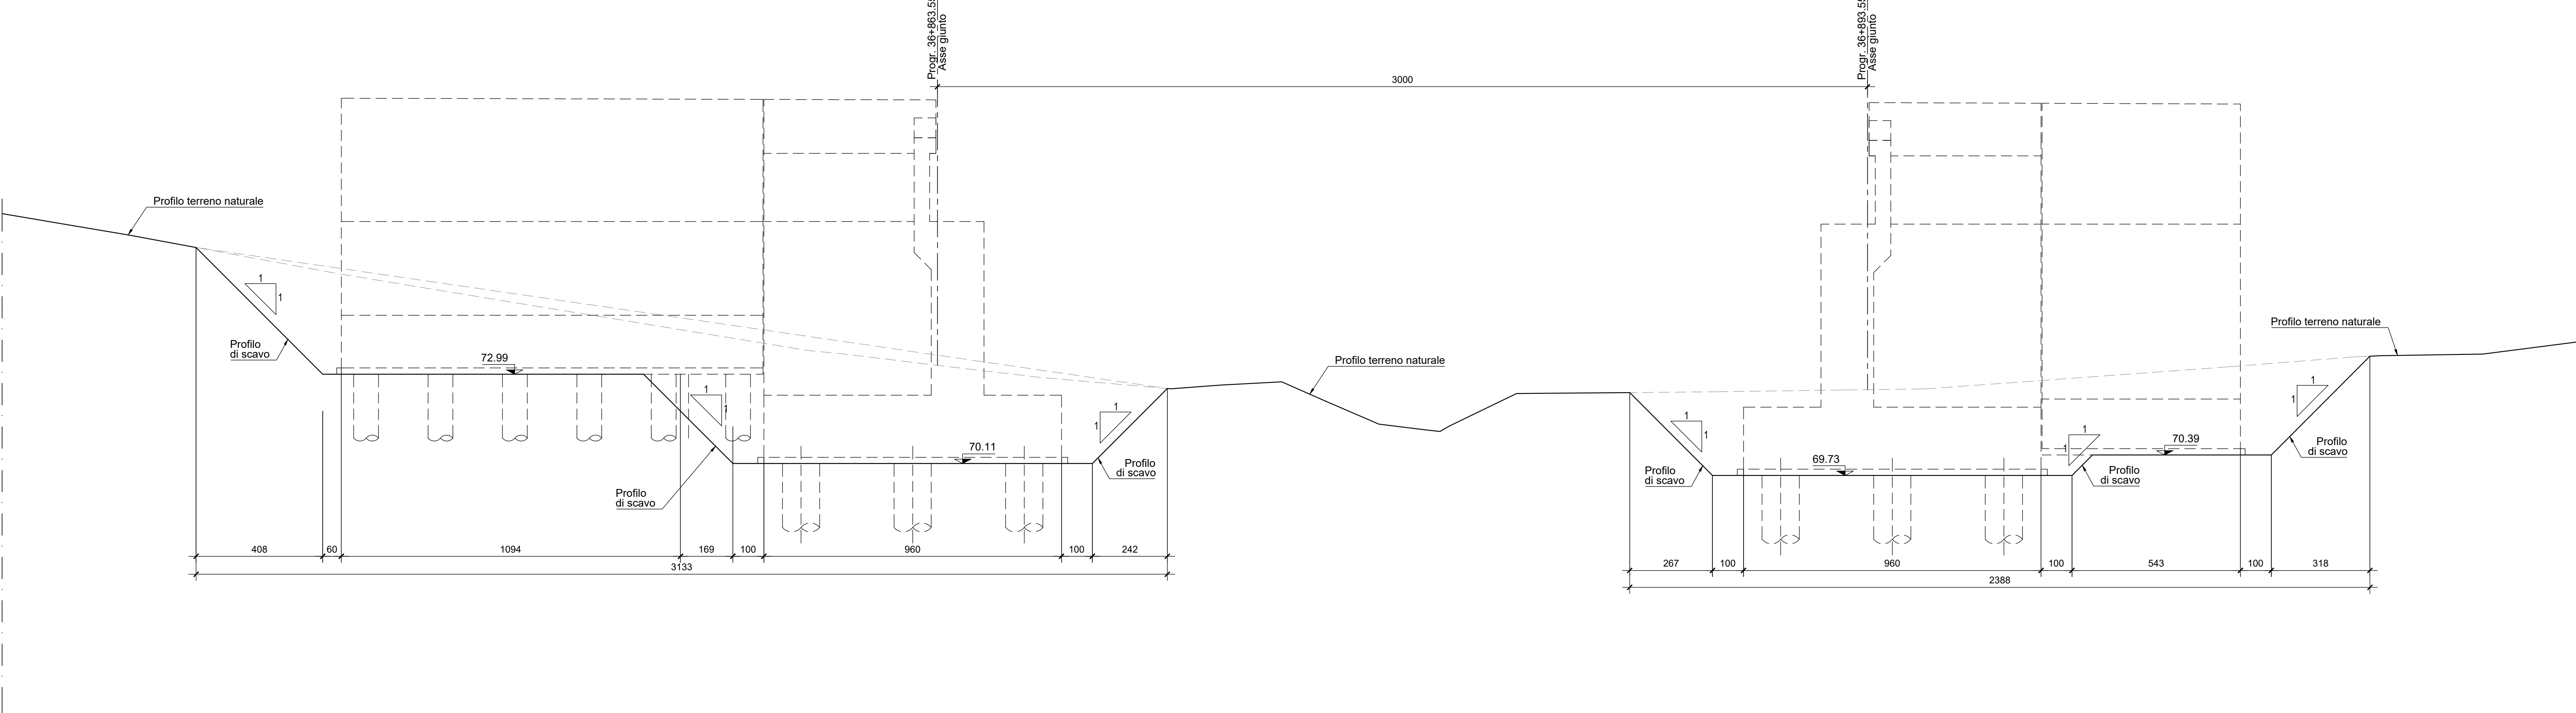 Progr. 36+863.55
Asse giunto
Progr. 36+893.55
Asse giunto
3000
Profilo terreno naturale
1
1
Profilo
di scavo
72.99
1
1
Profilo
di scavo
70.11
1
1
Profilo
di scavo
Profilo terreno naturale
1
1
Profilo
di scavo
69.73
1
1
Profilo
di scavo
70.39
1
1
Profilo
di scavo
Profilo terreno naturale
408
60
1094
169
100
960
100
242
3133
267
100
960
100
543
100
318
2388